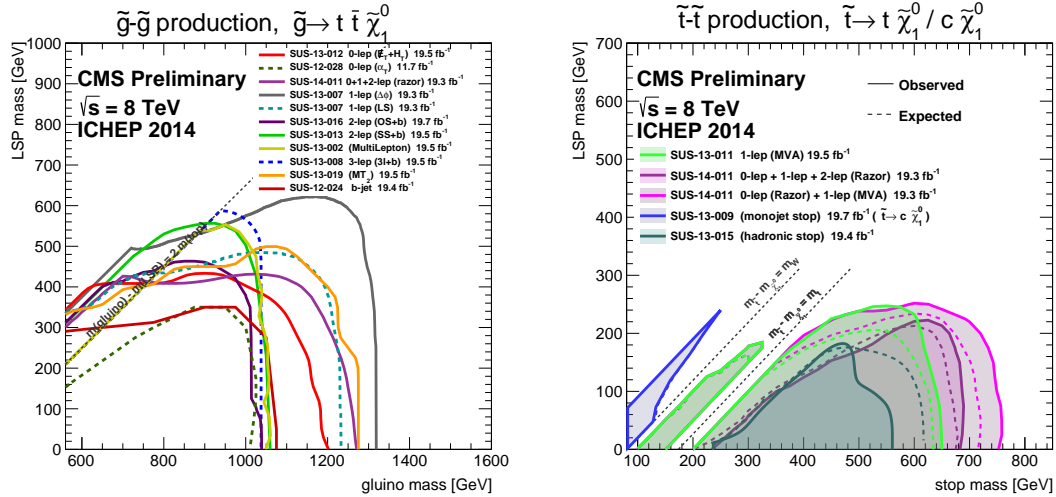 g̃-g̃ production, g̃→ t t̄ χ̃₁⁰
LSP mass [GeV]
1000
900
800
700
600
500
400
300
200
100
0
CMS Preliminary
√s = 8 TeV
ICHEP 2014
SUS-13-012 0-lep (E̸_T+H_T) 19.5 fb⁻¹
SUS-12-028 0-lep (α_T) 11.7 fb⁻¹
SUS-14-011 0+1+2-lep (razor) 19.3 fb⁻¹
SUS-13-007 1-lep (Δϕ) 19.3 fb⁻¹
SUS-13-007 1-lep (LS) 19.3 fb⁻¹
SUS-13-016 2-lep (OS+b) 19.7 fb⁻¹
SUS-13-013 2-lep (SS+b) 19.5 fb⁻¹
SUS-13-002 (MultiLepton) 19.5 fb⁻¹
SUS-13-008 3-lep (3l+b) 19.5 fb⁻¹
SUS-13-019 (MT₂) 19.5 fb⁻¹
SUS-12-024 b-jet 19.4 fb⁻¹
m(gluino) - m(LSP) = 2 m(top)
600 800 1000 1200 1400 1600
gluino mass [GeV]
t̃-t̃ production, t̃→ t χ̃₁⁰ / c χ̃₁⁰
LSP mass [GeV]
700
600
500
400
300
200
100
0
CMS Preliminary
√s = 8 TeV
ICHEP 2014
Observed
Expected
SUS-13-011 1-lep (MVA) 19.5 fb⁻¹
SUS-14-011 0-lep + 1-lep + 2-lep (Razor) 19.3 fb⁻¹
SUS-14-011 0-lep (Razor) + 1-lep (MVA) 19.3 fb⁻¹
SUS-13-009 (monojet stop) 19.7 fb⁻¹ ( t̃→ c χ̃₁⁰)
SUS-13-015 (hadronic stop) 19.4 fb⁻¹
100 200 300 400 500 600 700 800
stop mass [GeV]